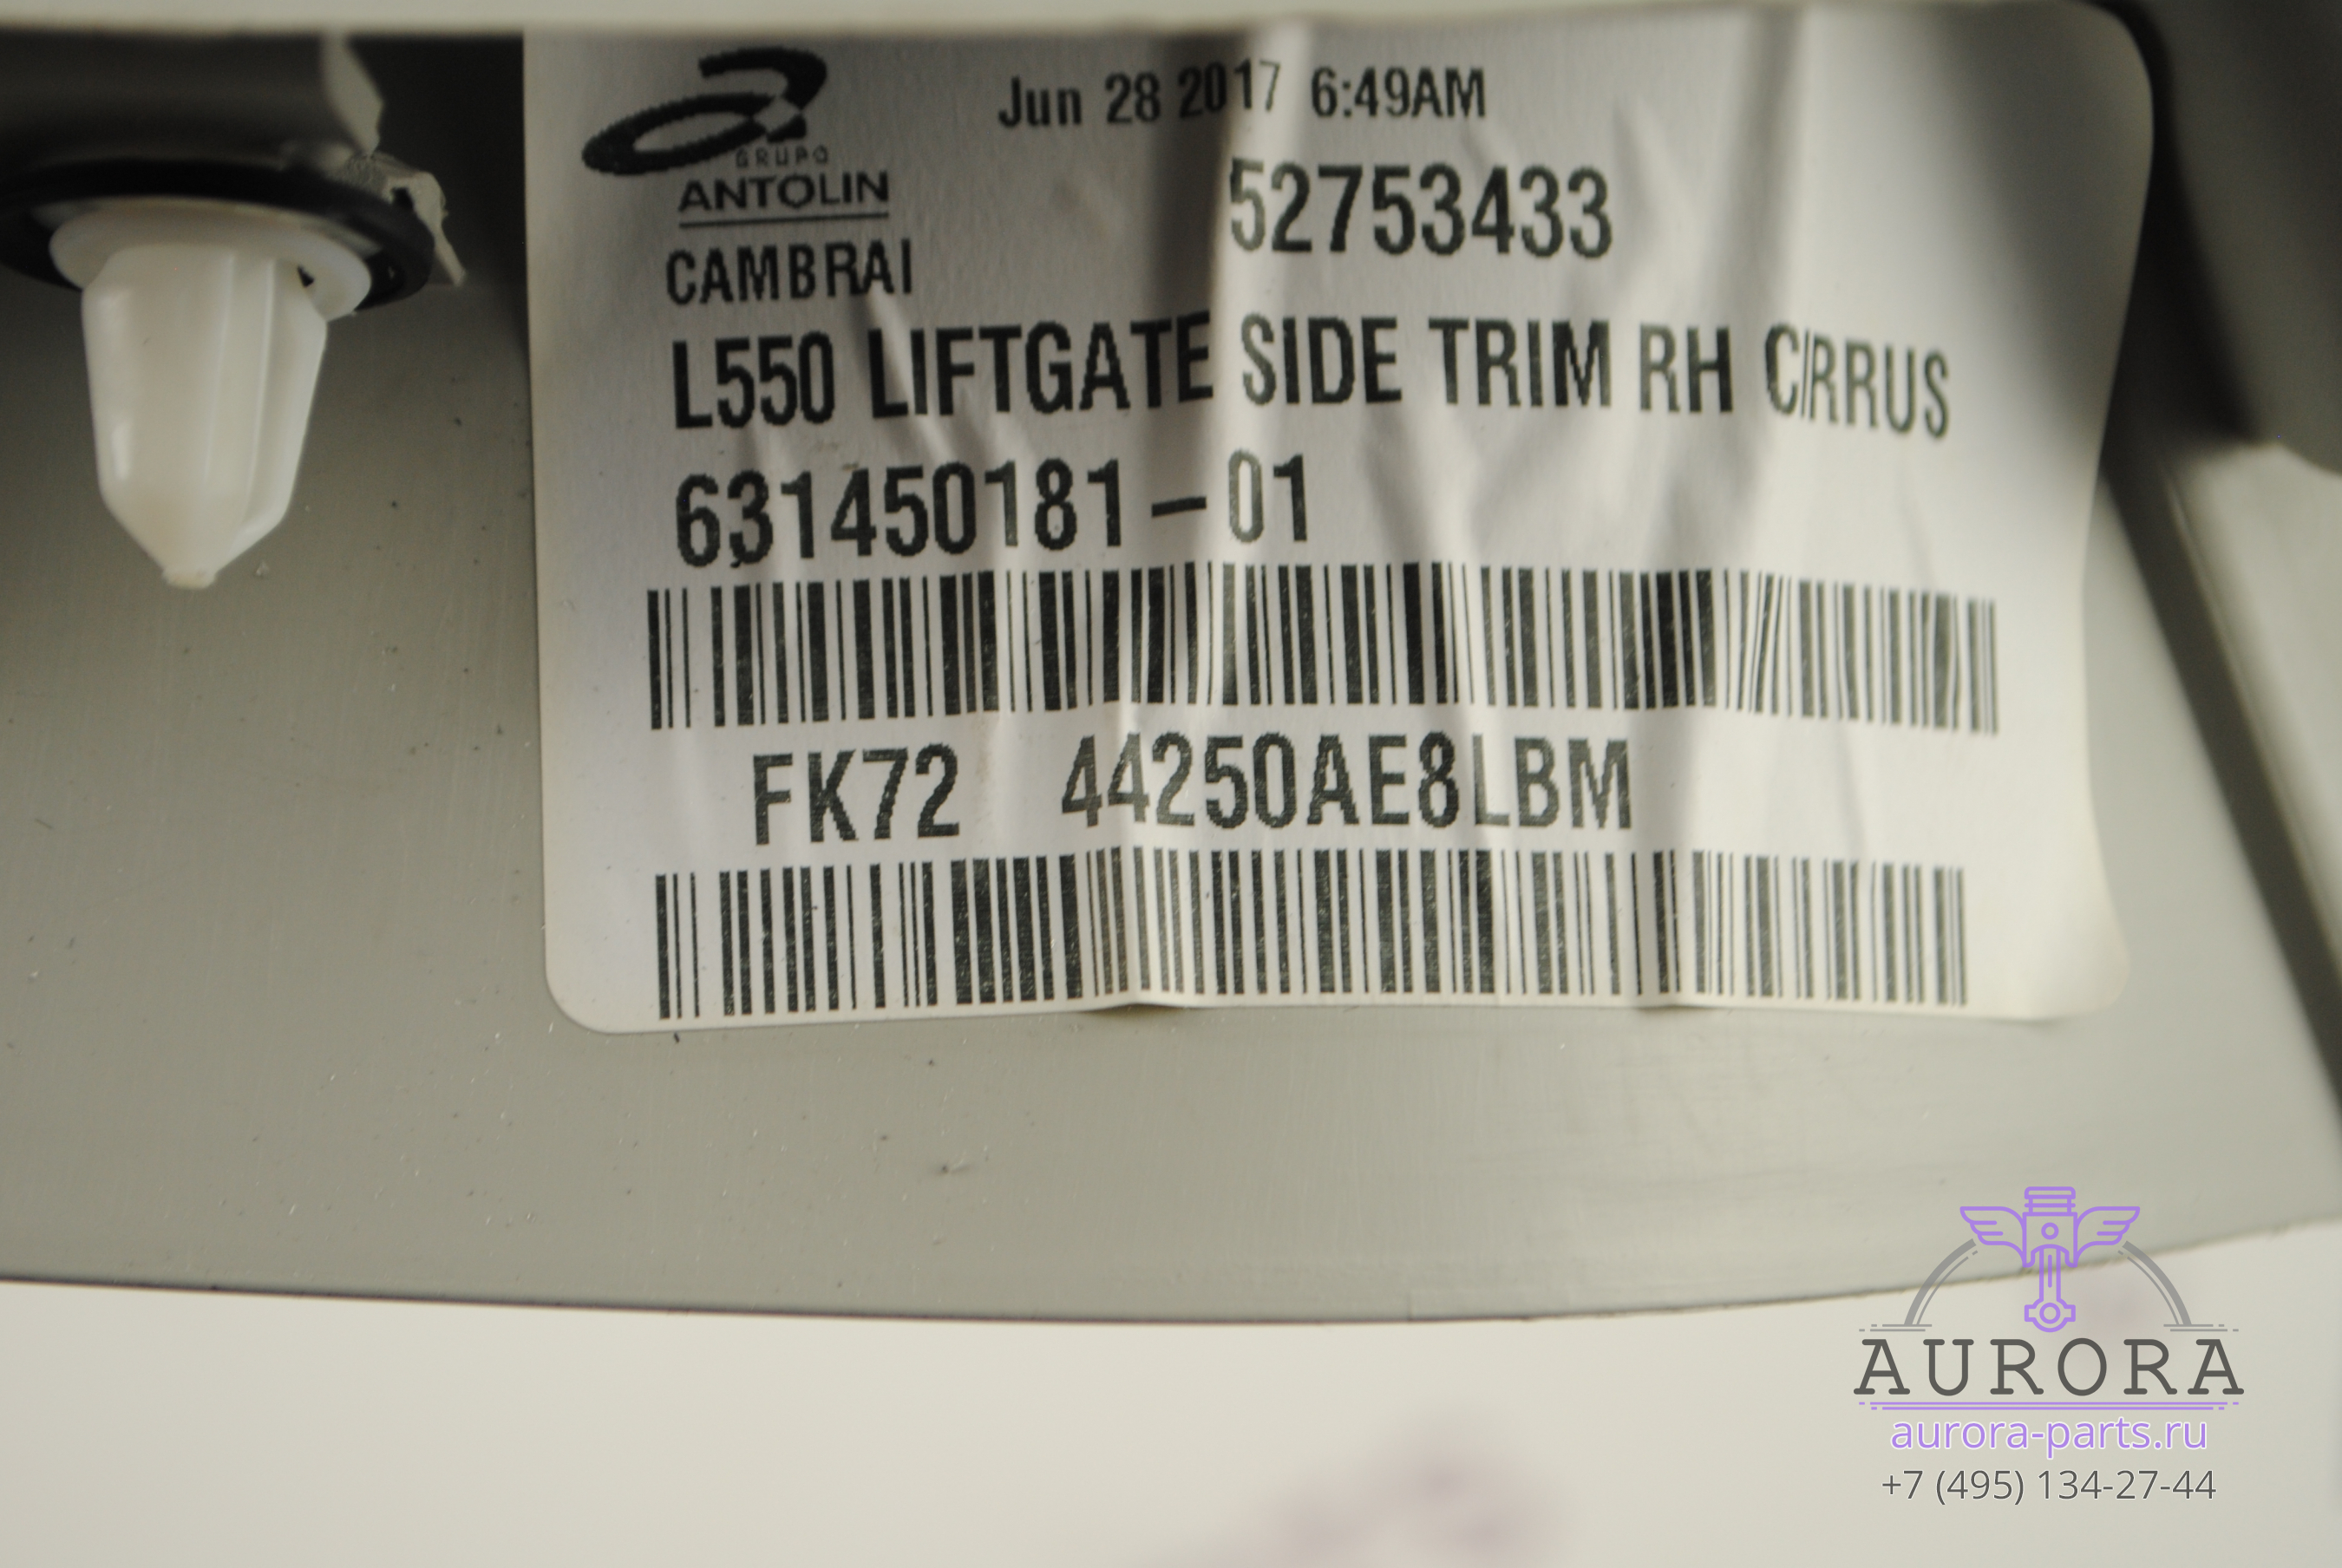 Jun 28 2017 6:49AM
GRUPO
ANTOLIN
52753433
CAMBRAI
L550 LIFTGATE SIDE TRIM RH CIRRUS
631450181-01
FK72 44250AE8LBM
AURORA
aurora-parts.ru
+7 (495) 134-27-44